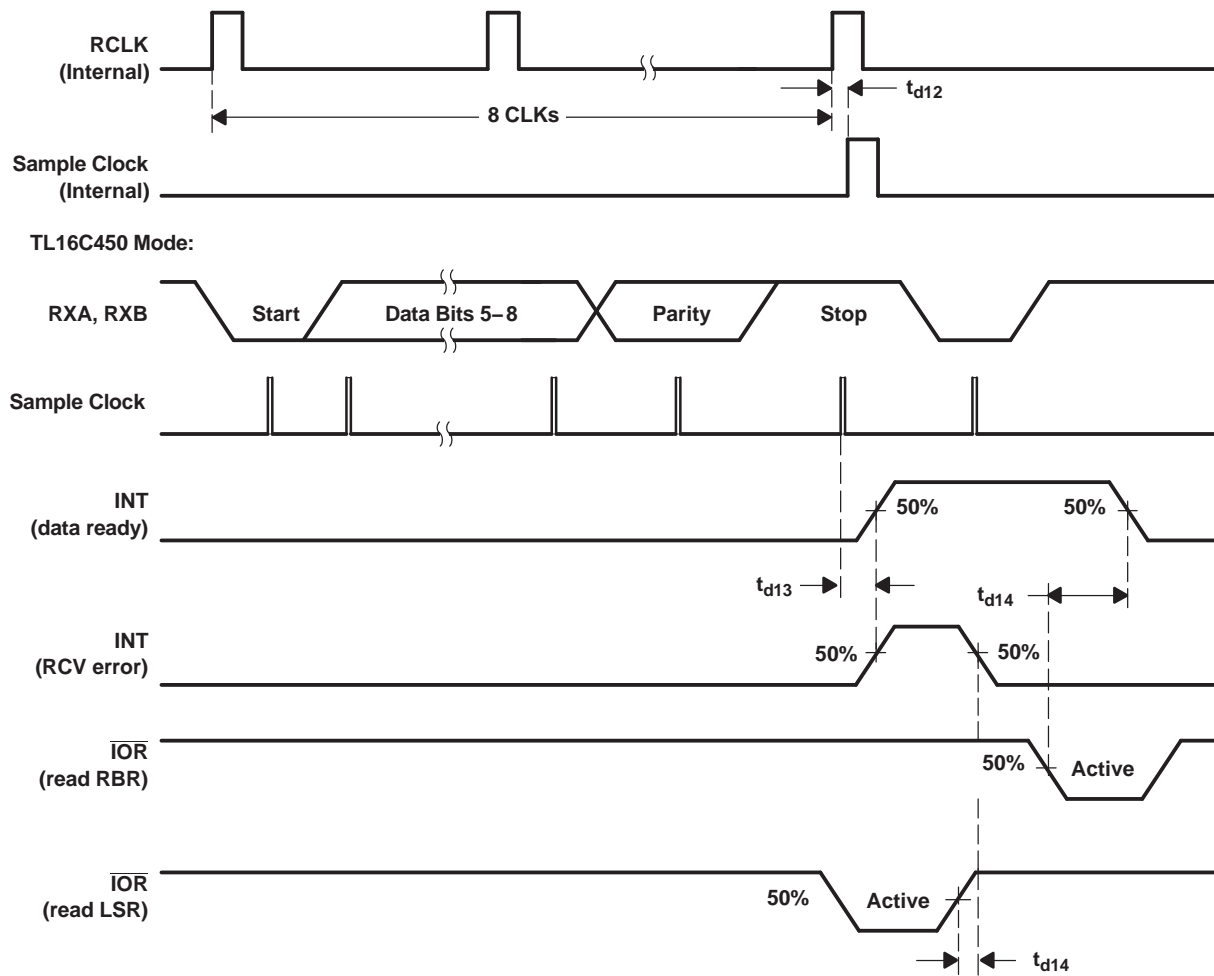 RCLK
(Internal)
t_d12
8 CLKs
Sample Clock
(Internal)
TL16C450 Mode:
RXA, RXB
Start
Data Bits 5–8
Parity
Stop
Sample Clock
INT
(data ready)
50%
50%
t_d13
t_d14
INT
(RCV error)
50%
50%
IOR
(read RBR)
50%
Active
IOR
(read LSR)
50%
Active
t_d14